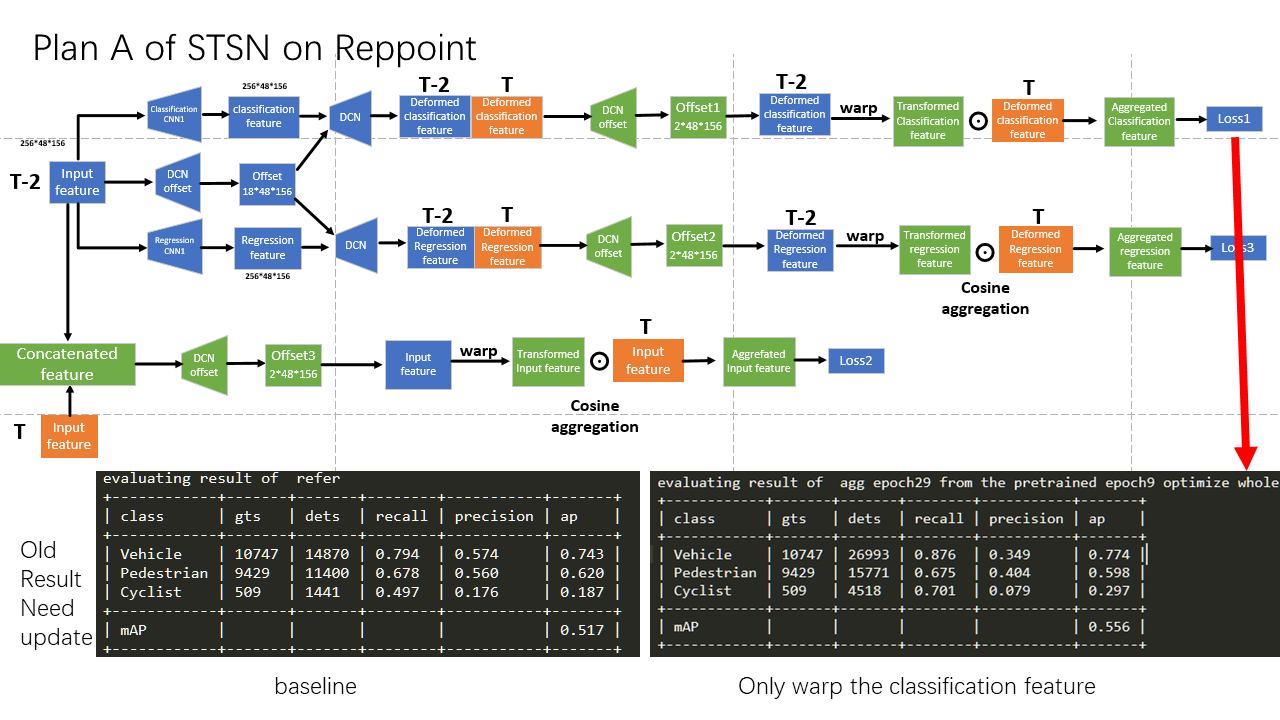 Plan A of STSN on Reppoint
256*48*156
T-2
T
T-2
T
Classification
CNN1
classification
feature
DCN
Deformed
classification
feature
Deformed
classification
feature
DCN
offset
Offset1
2*48*156
Deformed
classification
feature
warp
Transformed
Classification
feature
Deformed
classification
feature
Aggregated
Classification
feature
Loss1
256*48*156
T-2
Input
feature
DCN
offset
Offset
18*48*156
T-2
T
T-2
T
Regression
CNN1
Regression
feature
256*48*156
DCN
Deformed
Regression
feature
Deformed
Regression
feature
DCN
offset
Offset2
2*48*156
Deformed
Regression
feature
warp
Transformed
regression
feature
Deformed
Regression
feature
Aggregated
regression
feature
Loss3
Cosine
aggregation
T
Concatenated
feature
DCN
offset
Offset3
2*48*156
Input
feature
warp
Transformed
Input feature
Input
feature
Aggrefated
Input feature
Loss2
Cosine
aggregation
T
Input
feature
Old
Result
Need
update
evaluating result of refer
| class | gts | dets | recall | precision | ap |
| Vehicle | 10747 | 14870 | 0.794 | 0.574 | 0.743 |
| Pedestrian | 9429 | 11400 | 0.678 | 0.560 | 0.620 |
| Cyclist | 509 | 1441 | 0.497 | 0.176 | 0.187 |
| mAP | | | | | 0.517 |
baseline
evaluating result of agg epoch29 from the pretrained epoch9 optimize whole
| class | gts | dets | recall | precision | ap |
| Vehicle | 10747 | 26993 | 0.876 | 0.349 | 0.774 |
| Pedestrian | 9429 | 15771 | 0.675 | 0.404 | 0.598 |
| Cyclist | 509 | 4518 | 0.701 | 0.079 | 0.297 |
| mAP | | | | | 0.556 |
Only warp the classification feature